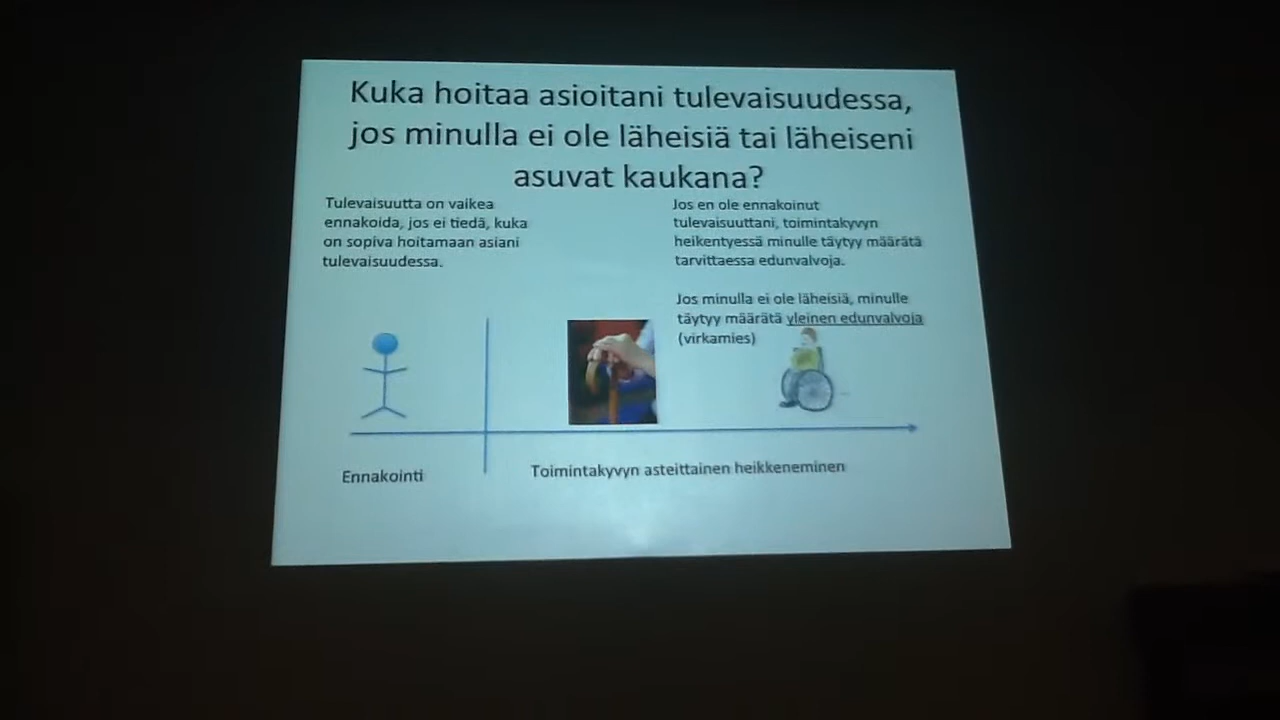 Kuka hoitaa asioitani tulevaisuudessa,
jos minulla ei ole läheisiä tai läheiseni
asuvat kaukana?
Tulevaisuutta on vaikea
ennakoida, jos ei tiedä, kuka
on sopiva hoitamaan asiani
tulevaisuudessa.
Jos en ole ennakoinut
tulevaisuuttani, toimintakyvyn
heikentyessä minulle täytyy määrätä
tarvittaessa edunvalvoja.
Jos minulla ei ole läheisiä, minulle
täytyy määrätä yleinen edunvalvoja
(virkamies)
Ennakointi
Toimintakyvyn asteittainen heikkeneminen